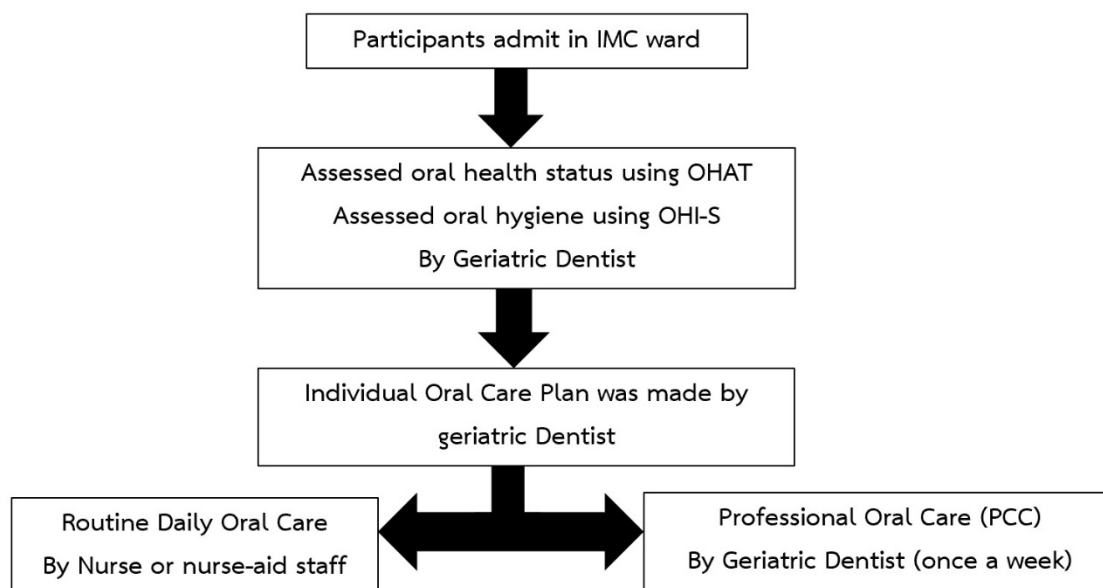 Participants admit in IMC ward
Assessed oral health status using OHAT
Assessed oral hygiene using OHI-S
By Geriatric Dentist
Individual Oral Care Plan was made by
geriatric Dentist
Routine Daily Oral Care
By Nurse or nurse-aid staff
Professional Oral Care (PCC)
By Geriatric Dentist (once a week)